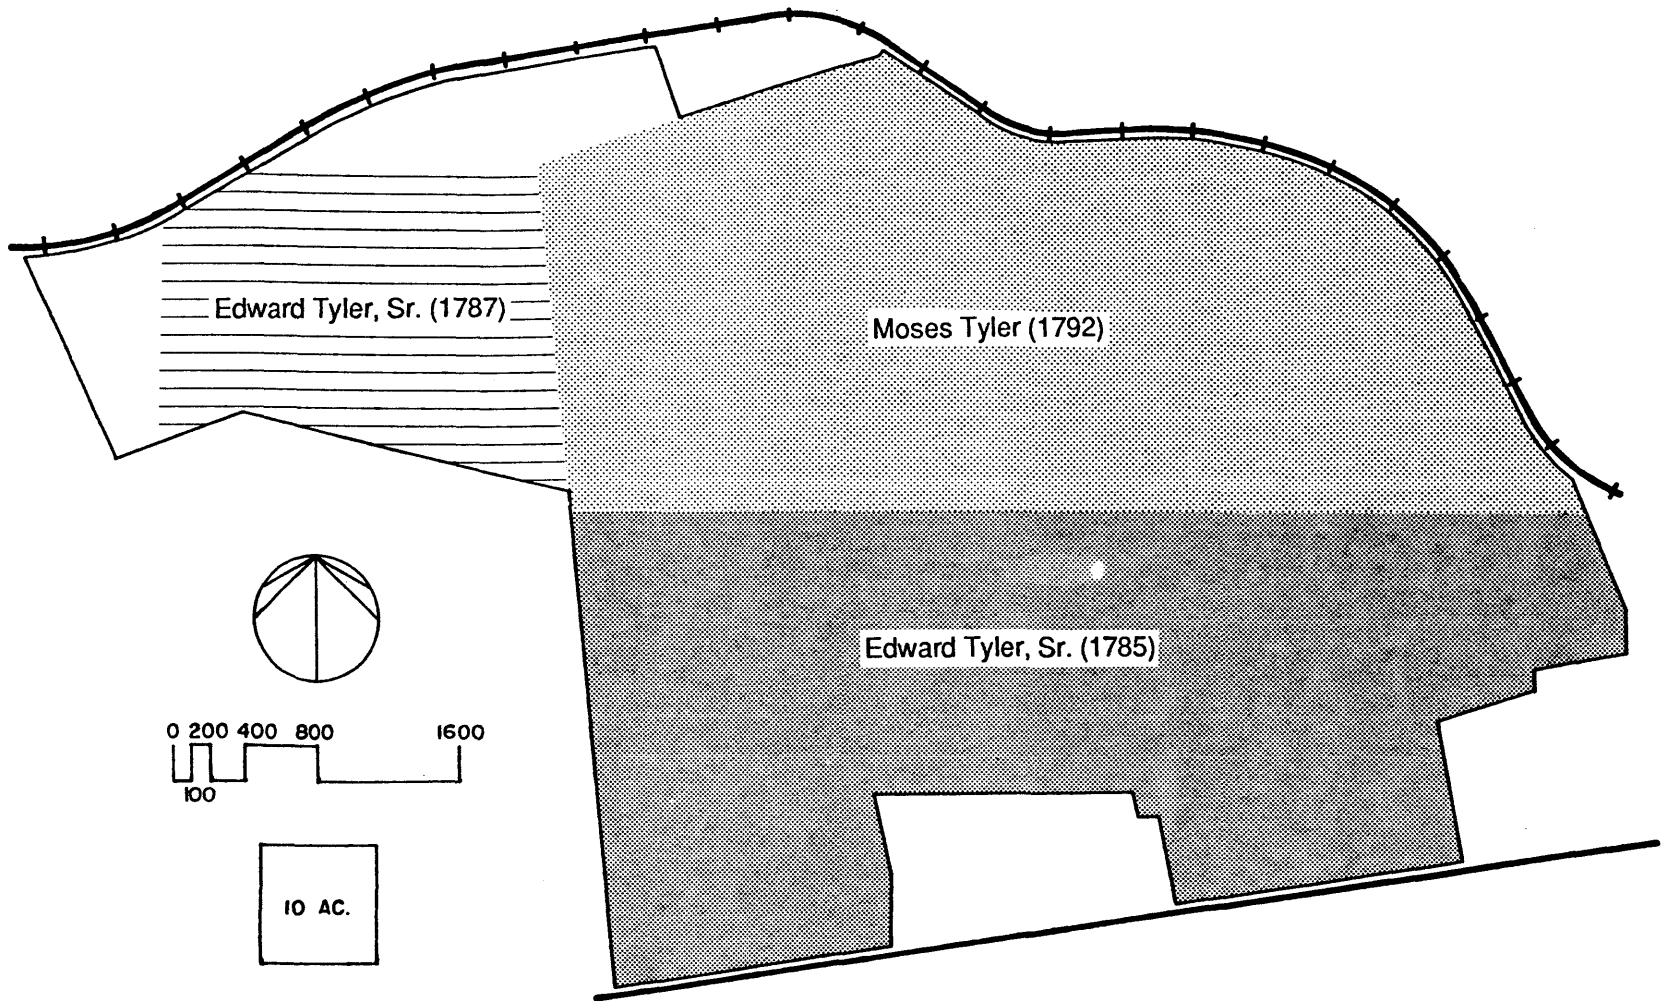 Edward Tyler, Sr. (1787)
Moses Tyler (1792)
Edward Tyler, Sr. (1785)
0 200 400 800 1600
100
10 AC.